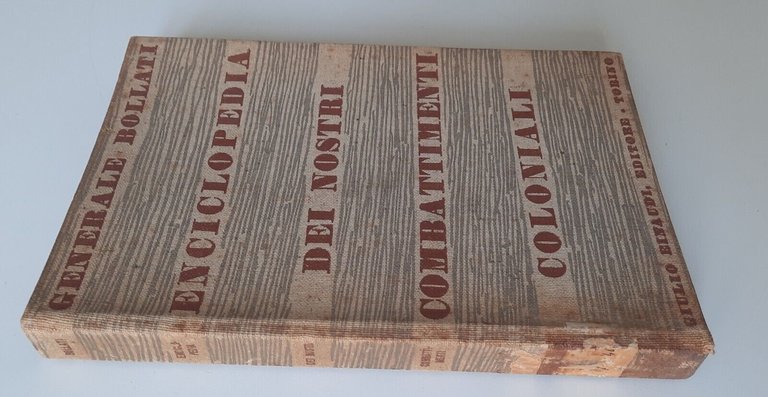 GENERALE BOLLATI
ENCICLOPEDIA
DEI NOSTRI
COMBATTIMENTI
COLONIALI
GIULIO EINAUDI, EDITORE · TORINO